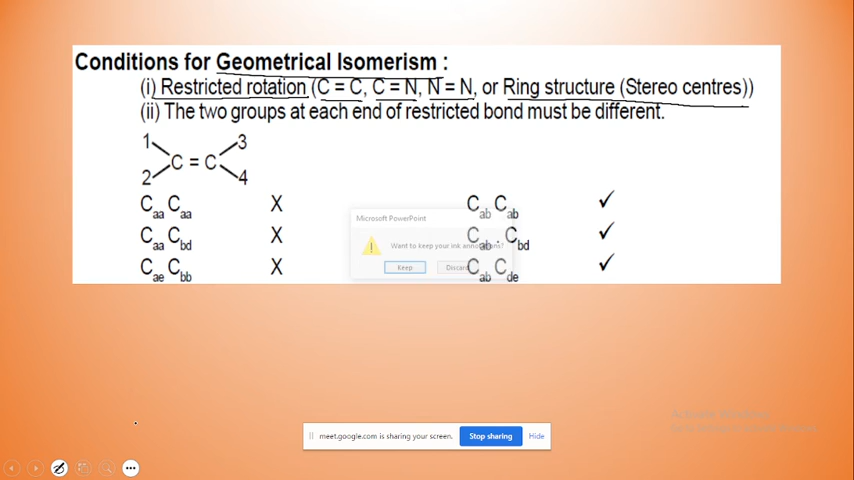 Conditions for Geometrical Isomerism :
(i) Restricted rotation (C = C, C = N, N = N, or Ring structure (Stereo centres))
(ii) The two groups at each end of restricted bond must be different.
1 3
C = C
2 4
Caa Caa X Cab Cab ✓
Microsoft PowerPoint
Caa Cbd X Cab . Cbd ✓
Want to keep your ink annotations?
Cae Cbb X Cab Cde ✓
Keep Discard
meet.google.com is sharing your screen. Stop sharing Hide